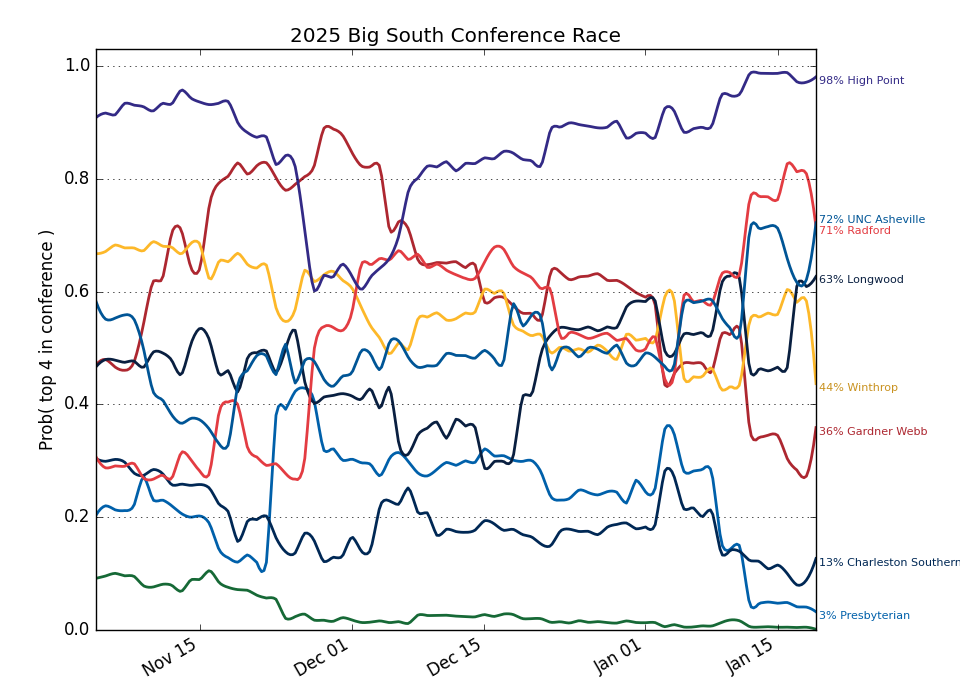 2025 Big South Conference Race
Prob( top 4 in conference )
1.0
0.8
0.6
0.4
0.2
0.0
Nov 15
Dec 01
Dec 15
Jan 01
Jan 15
98% High Point
72% UNC Asheville
71% Radford
63% Longwood
44% Winthrop
36% Gardner Webb
13% Charleston Southern
3% Presbyterian